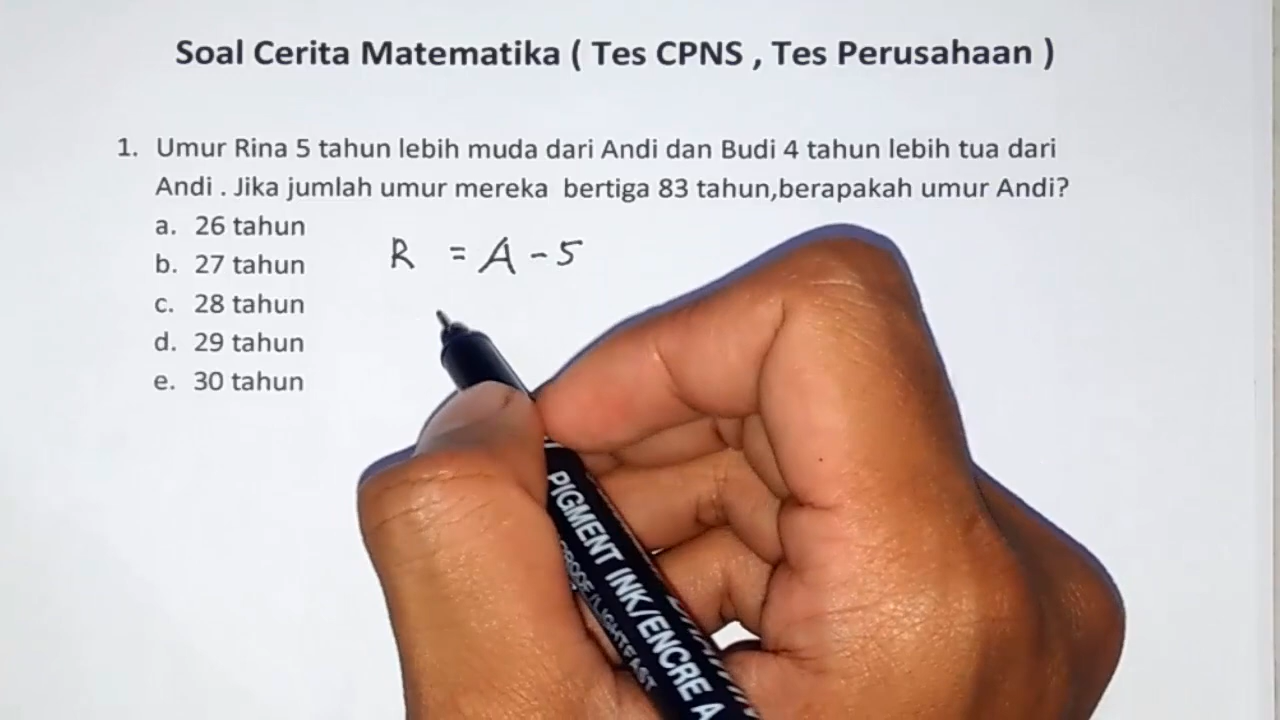 Soal Cerita Matematika ( Tes CPNS , Tes Perusahaan )
1. Umur Rina 5 tahun lebih muda dari Andi dan Budi 4 tahun lebih tua dari
Andi . Jika jumlah umur mereka bertiga 83 tahun,berapakah umur Andi?
a. 26 tahun
b. 27 tahun
c. 28 tahun
d. 29 tahun
e. 30 tahun
R = A - 5
PIGMENT INK/ENCRE